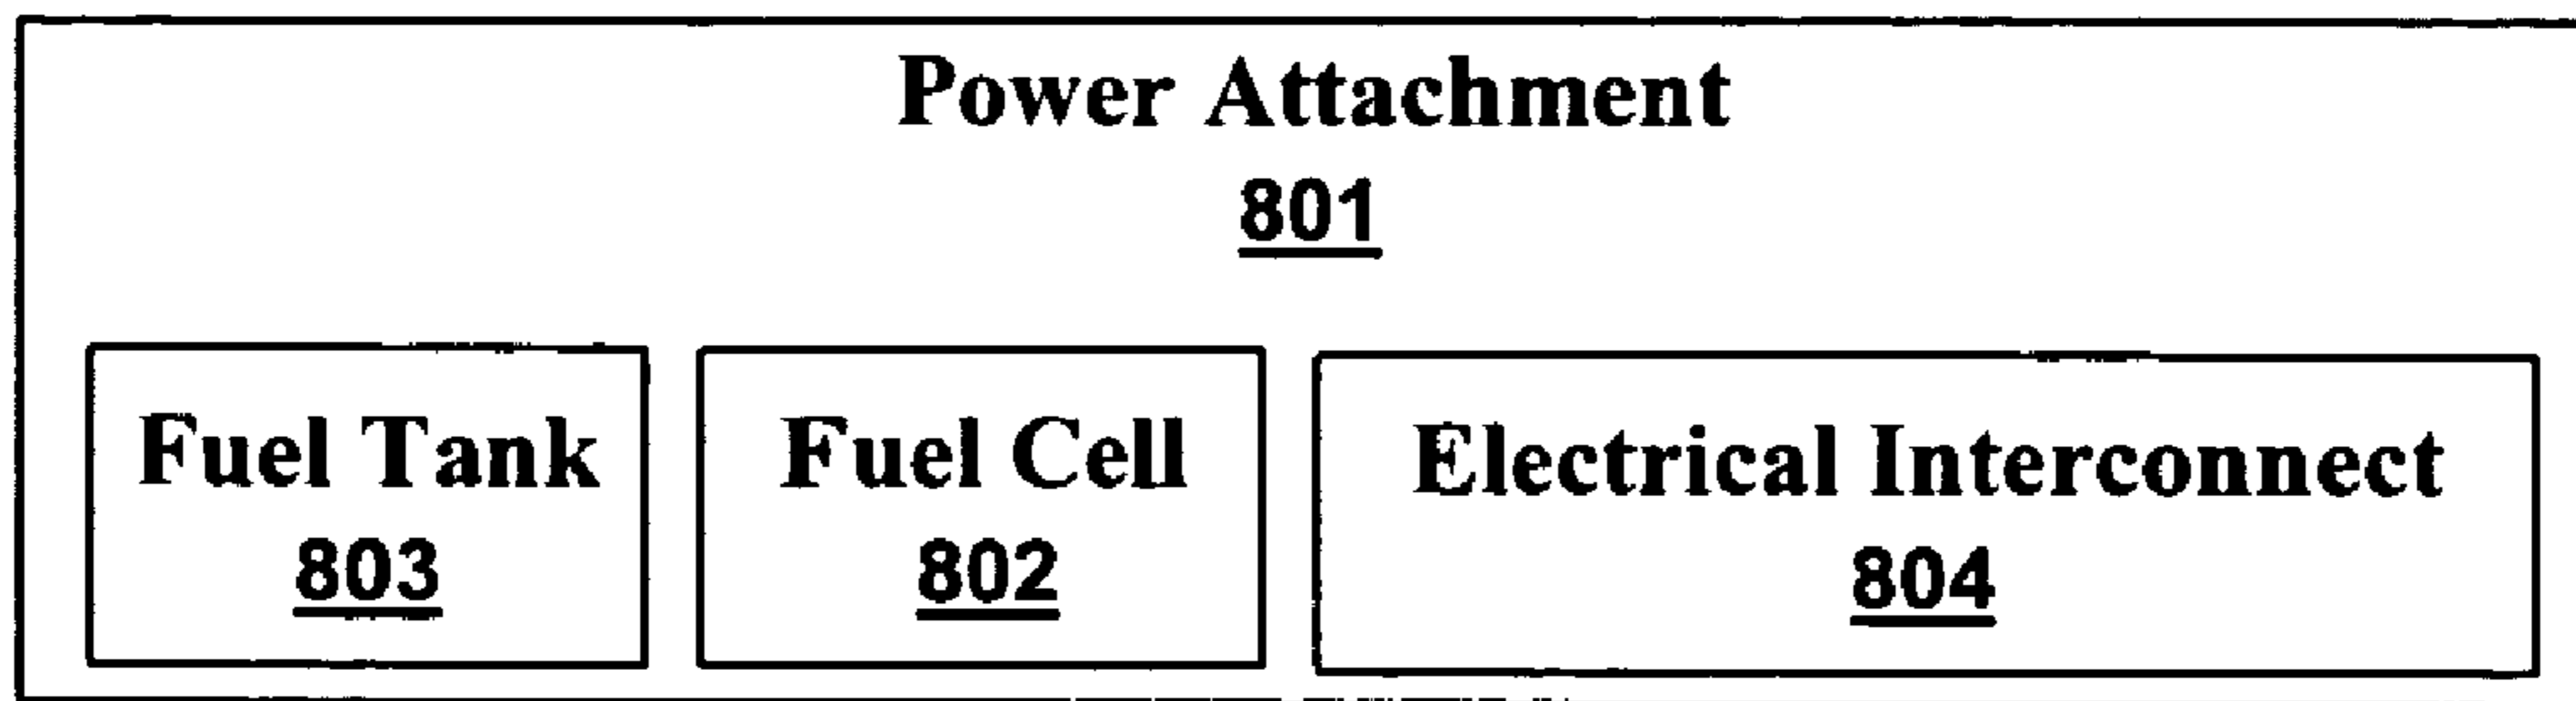 Power Attachment
801
Fuel Tank
803
Fuel Cell
802
Electrical Interconnect
804